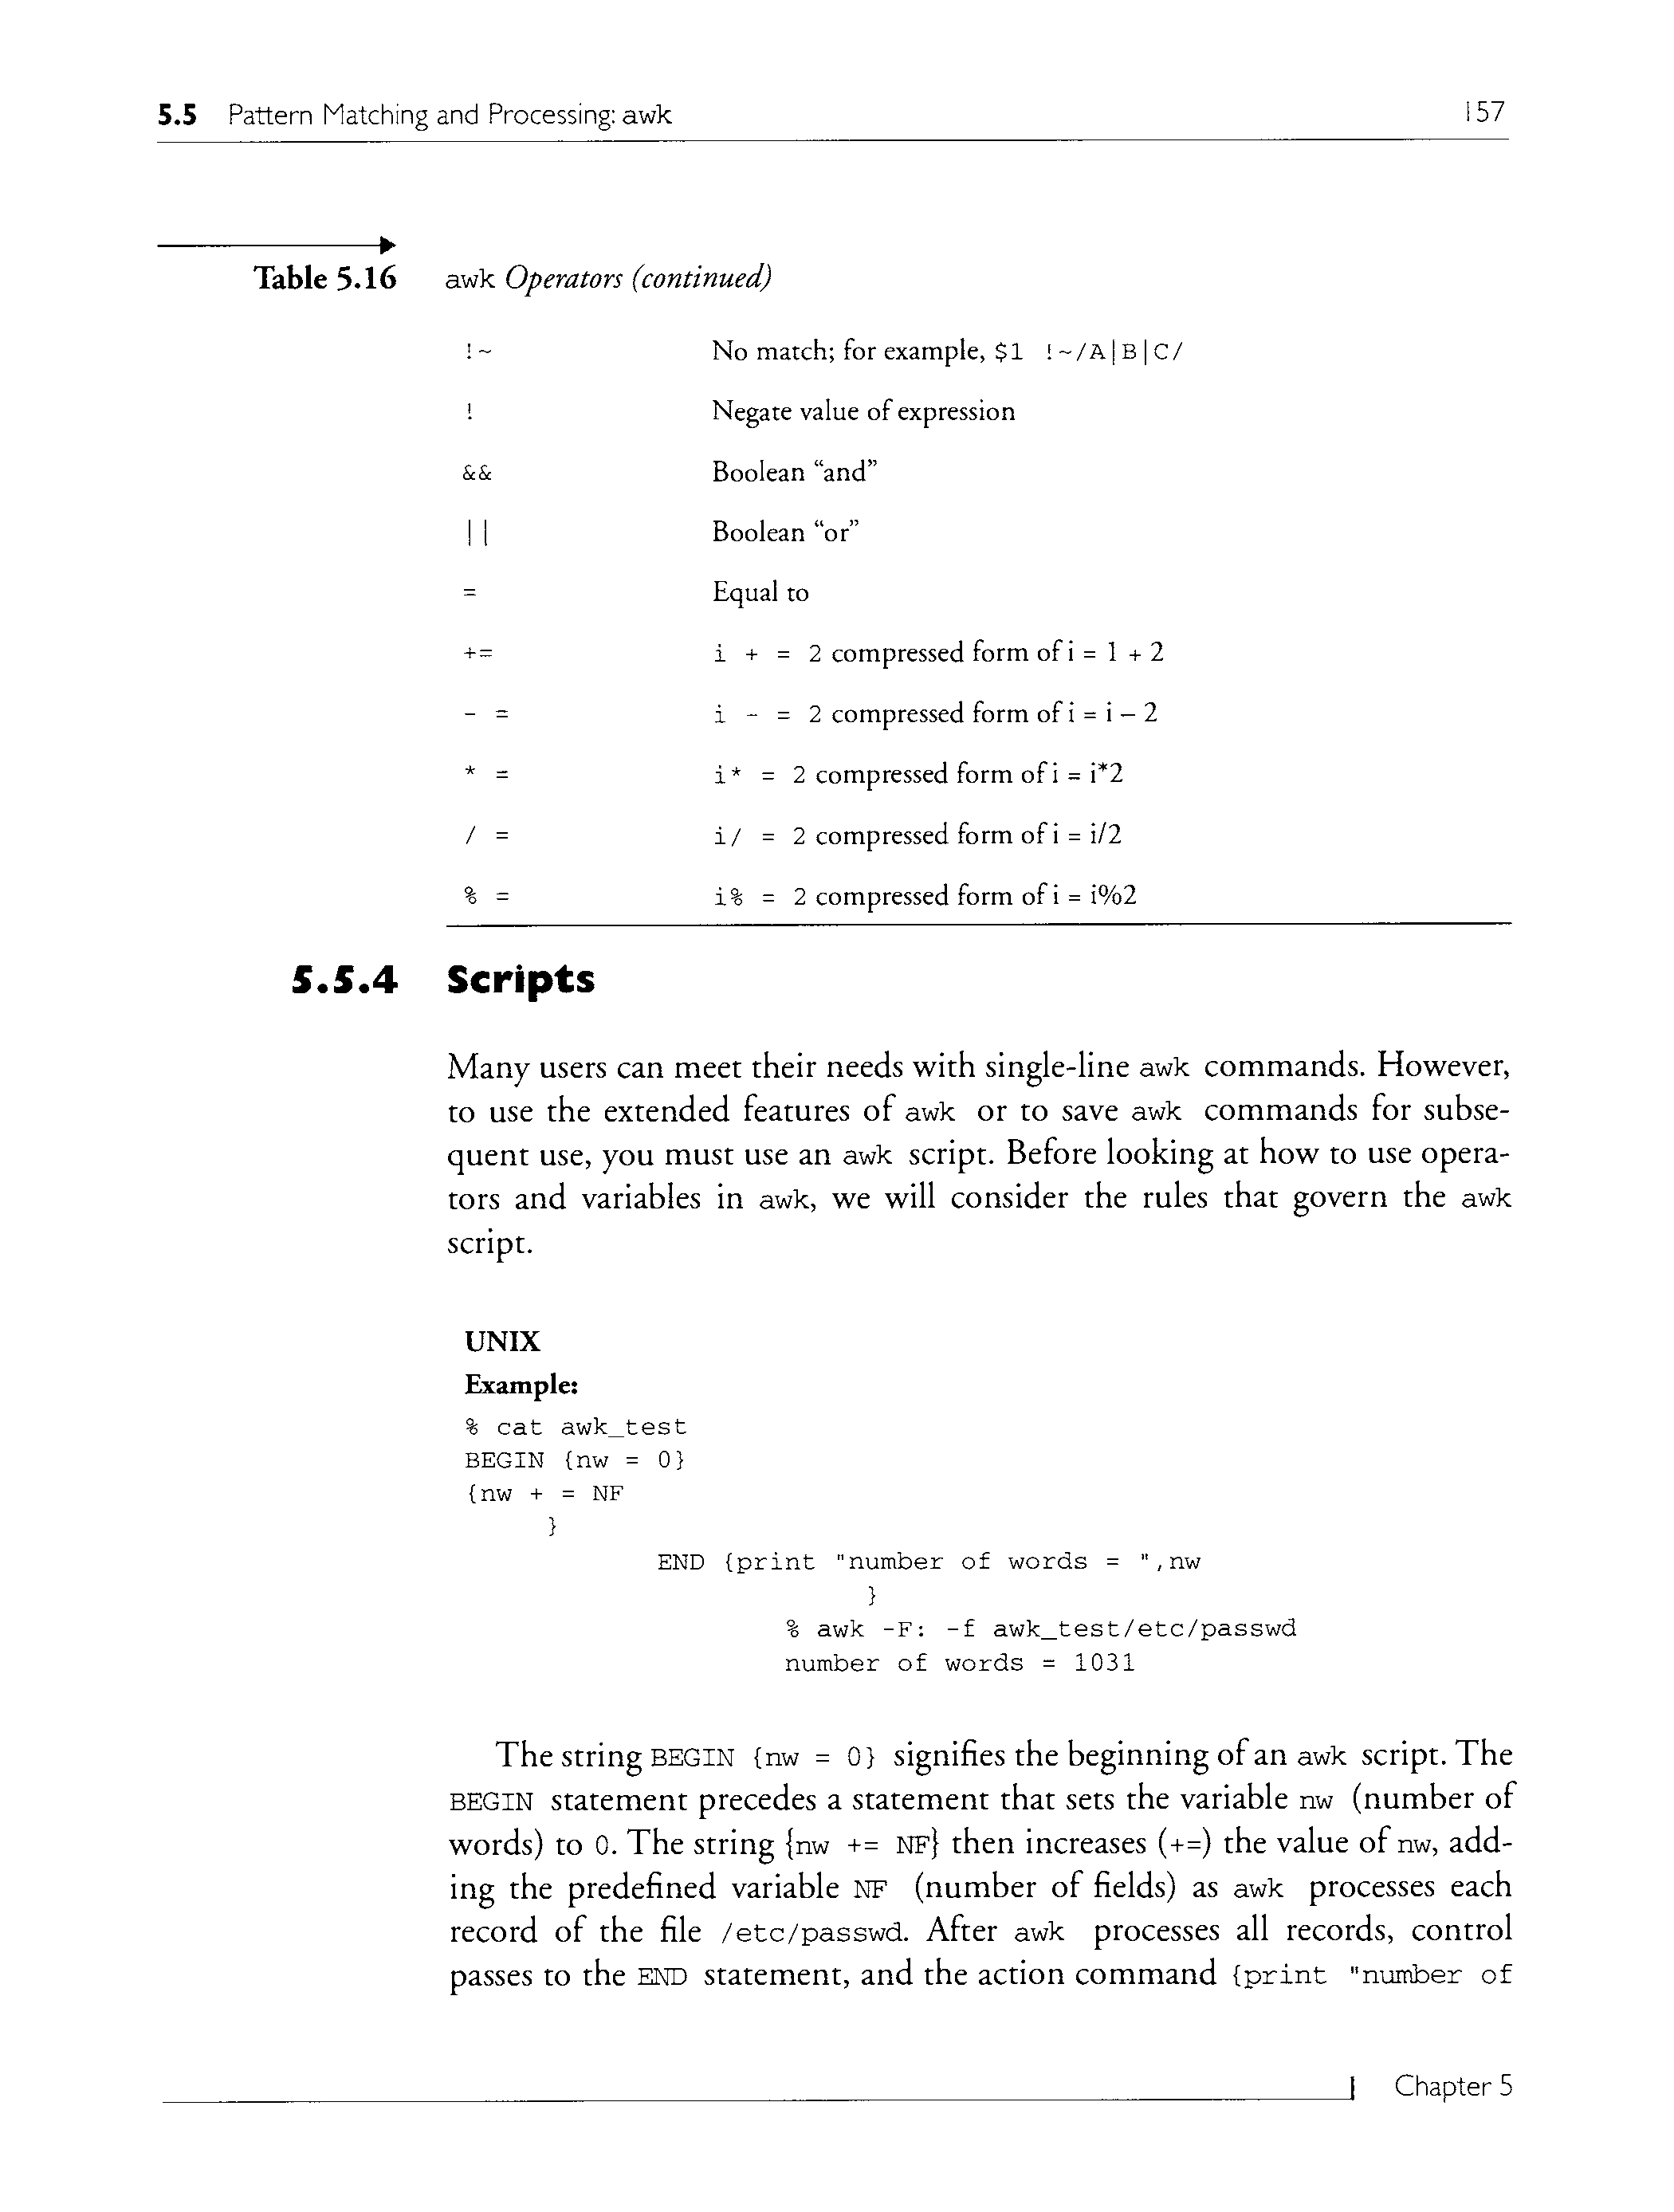 5.5 Pattern Matching and Processing: awk 157
Table 5.16 awk Operators (continued)
!~ No match; for example, $1 !~/A|B|C/
! Negate value of expression
&& Boolean “and”
|| Boolean “or”
= Equal to
+= i + = 2 compressed form of i = 1 + 2
- = i - = 2 compressed form of i = i – 2
* = i* = 2 compressed form of i = i*2
/ = i/ = 2 compressed form of i = i/2
% = i% = 2 compressed form of i = i%2
5.5.4 Scripts
Many users can meet their needs with single-line awk commands. However,
to use the extended features of awk or to save awk commands for subse-
quent use, you must use an awk script. Before looking at how to use opera-
tors and variables in awk, we will consider the rules that govern the awk
script.
UNIX
Example:
% cat awk_test
BEGIN {nw = 0}
{nw + = NF
}
END {print "number of words = ",nw
}
% awk -F: -f awk_test/etc/passwd
number of words = 1031
The string BEGIN {nw = 0} signifies the beginning of an awk script. The
BEGIN statement precedes a statement that sets the variable nw (number of
words) to 0. The string {nw += NF} then increases (+=) the value of nw, add-
ing the predefined variable NF (number of fields) as awk processes each
record of the file /etc/passwd. After awk processes all records, control
passes to the END statement, and the action command {print "number of
Chapter 5